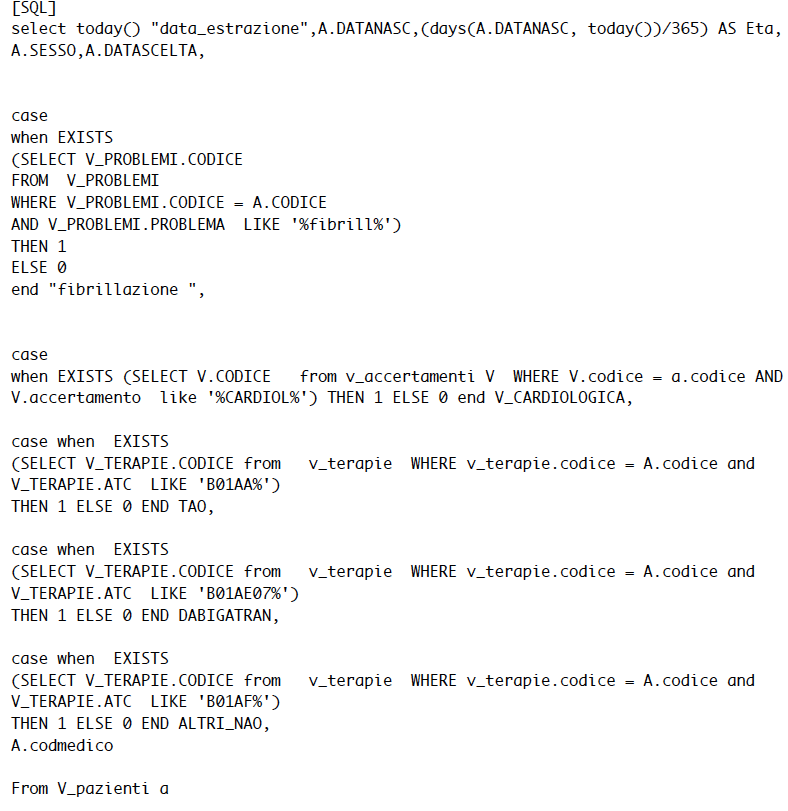 [SQL]
select today() "data_estrazione",A.DATANASC,(days(A.DATANASC, today())/365) AS Eta,
A.SESSO,A.DATASCELTA,
case
when EXISTS
(SELECT V_PROBLEMI.CODICE
FROM  V_PROBLEMI
WHERE V_PROBLEMI.CODICE = A.CODICE
AND V_PROBLEMI.PROBLEMA  LIKE '%fibrill%')
THEN 1
ELSE 0
end "fibrillazione ",
case
when EXISTS (SELECT V.CODICE   from v_accertamenti V  WHERE V.codice = a.codice AND
V.accertamento  like '%CARDIOL%') THEN 1 ELSE 0 end V_CARDIOLOGICA,
case when  EXISTS
(SELECT V_TERAPIE.CODICE from   v_terapie  WHERE v_terapie.codice = A.codice and
V_TERAPIE.ATC  LIKE 'B01AA%')
THEN 1 ELSE 0 END TAO,
case when  EXISTS
(SELECT V_TERAPIE.CODICE from   v_terapie  WHERE v_terapie.codice = A.codice and
V_TERAPIE.ATC  LIKE 'B01AE07%')
THEN 1 ELSE 0 END DABIGATRAN,
case when  EXISTS
(SELECT V_TERAPIE.CODICE from   v_terapie  WHERE v_terapie.codice = A.codice and
V_TERAPIE.ATC  LIKE 'B01AF%')
THEN 1 ELSE 0 END ALTRI_NAO,
A.codmedico
From V_pazienti a